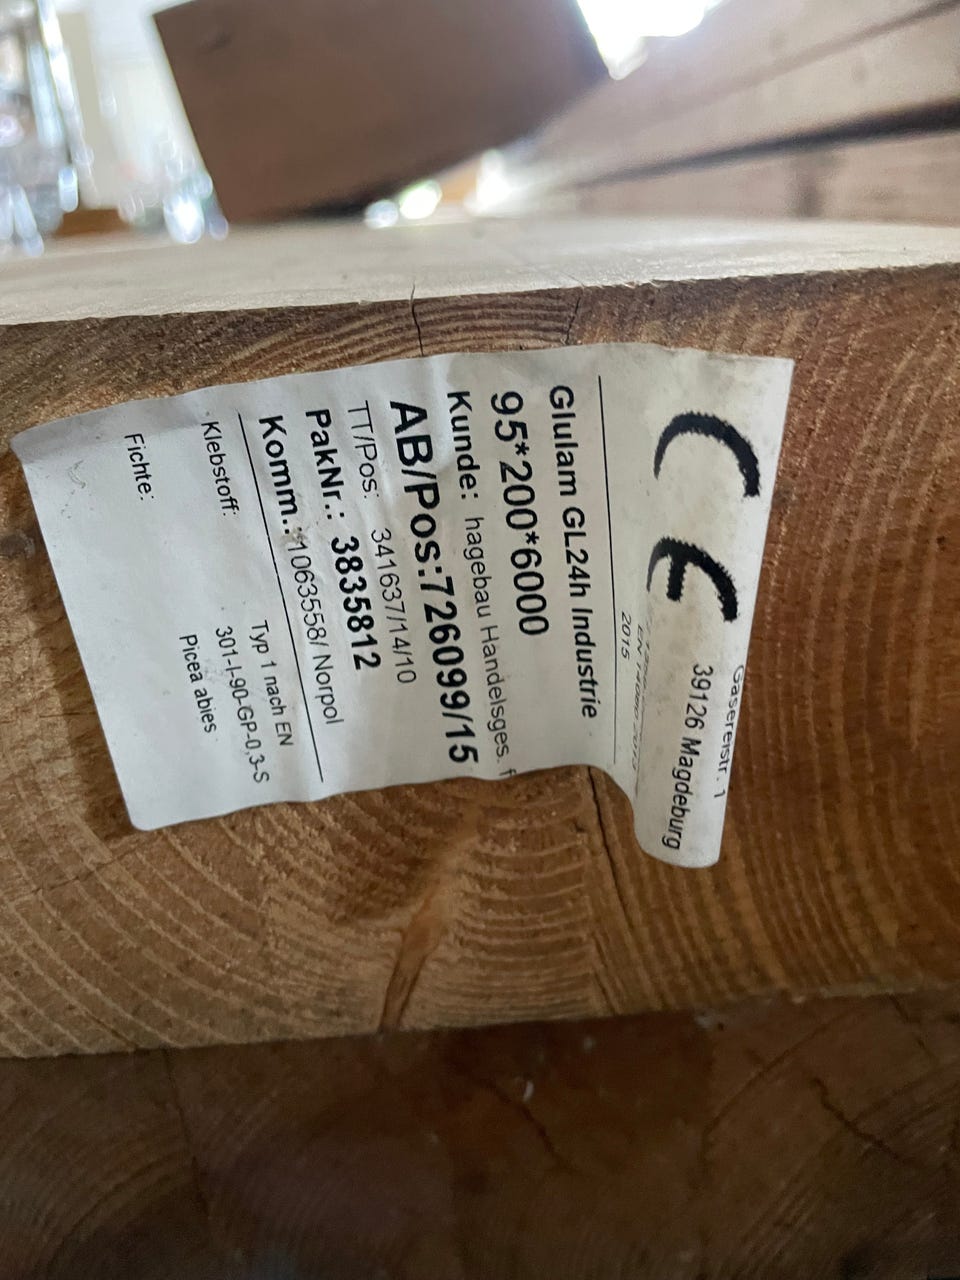 CE
Gasereistr. 1
39126 Magdeburg
2015
Glulam GL24h Industrie
95*200*6000
Kunde: hagebau Handelsges. f
AB/Pos:726099/15
TT/Pos: 341637/14/10
PakNr.: 3835812
Komm.: 1063558/ Norpol
Klebstoff: Typ 1 nach EN
301-I-90-GP-0,3-S
Fichte: Picea abies